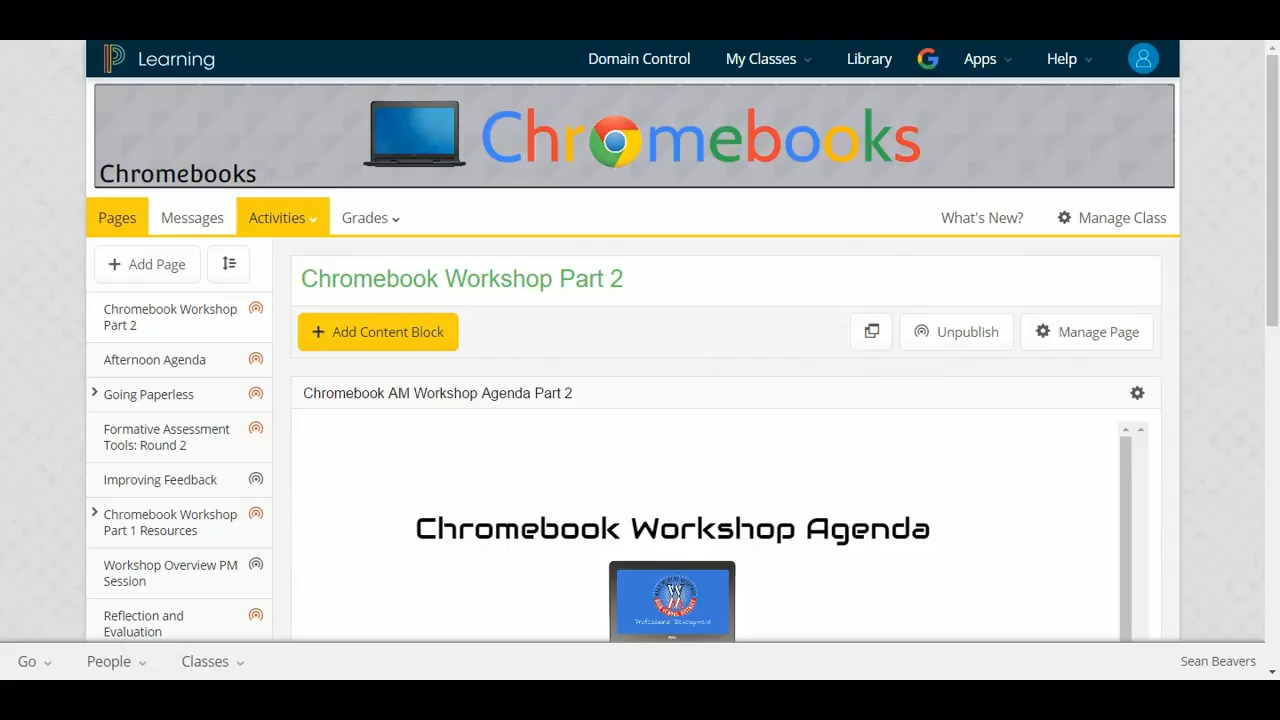 Learning
Domain Control
My Classes
Library
Apps
Help
Chromebooks
Chromebooks
Pages
Messages
Activities
Grades
What's New?
Manage Class
+ Add Page
Chromebook Workshop
Part 2
Afternoon Agenda
Going Paperless
Formative Assessment
Tools: Round 2
Improving Feedback
Chromebook Workshop
Part 1 Resources
Workshop Overview PM
Session
Reflection and
Evaluation
Chromebook Workshop Part 2
+ Add Content Block
Unpublish
Manage Page
Chromebook AM Workshop Agenda Part 2
Chromebook Workshop Agenda
Professional Development
Go
People
Classes
Sean Beavers